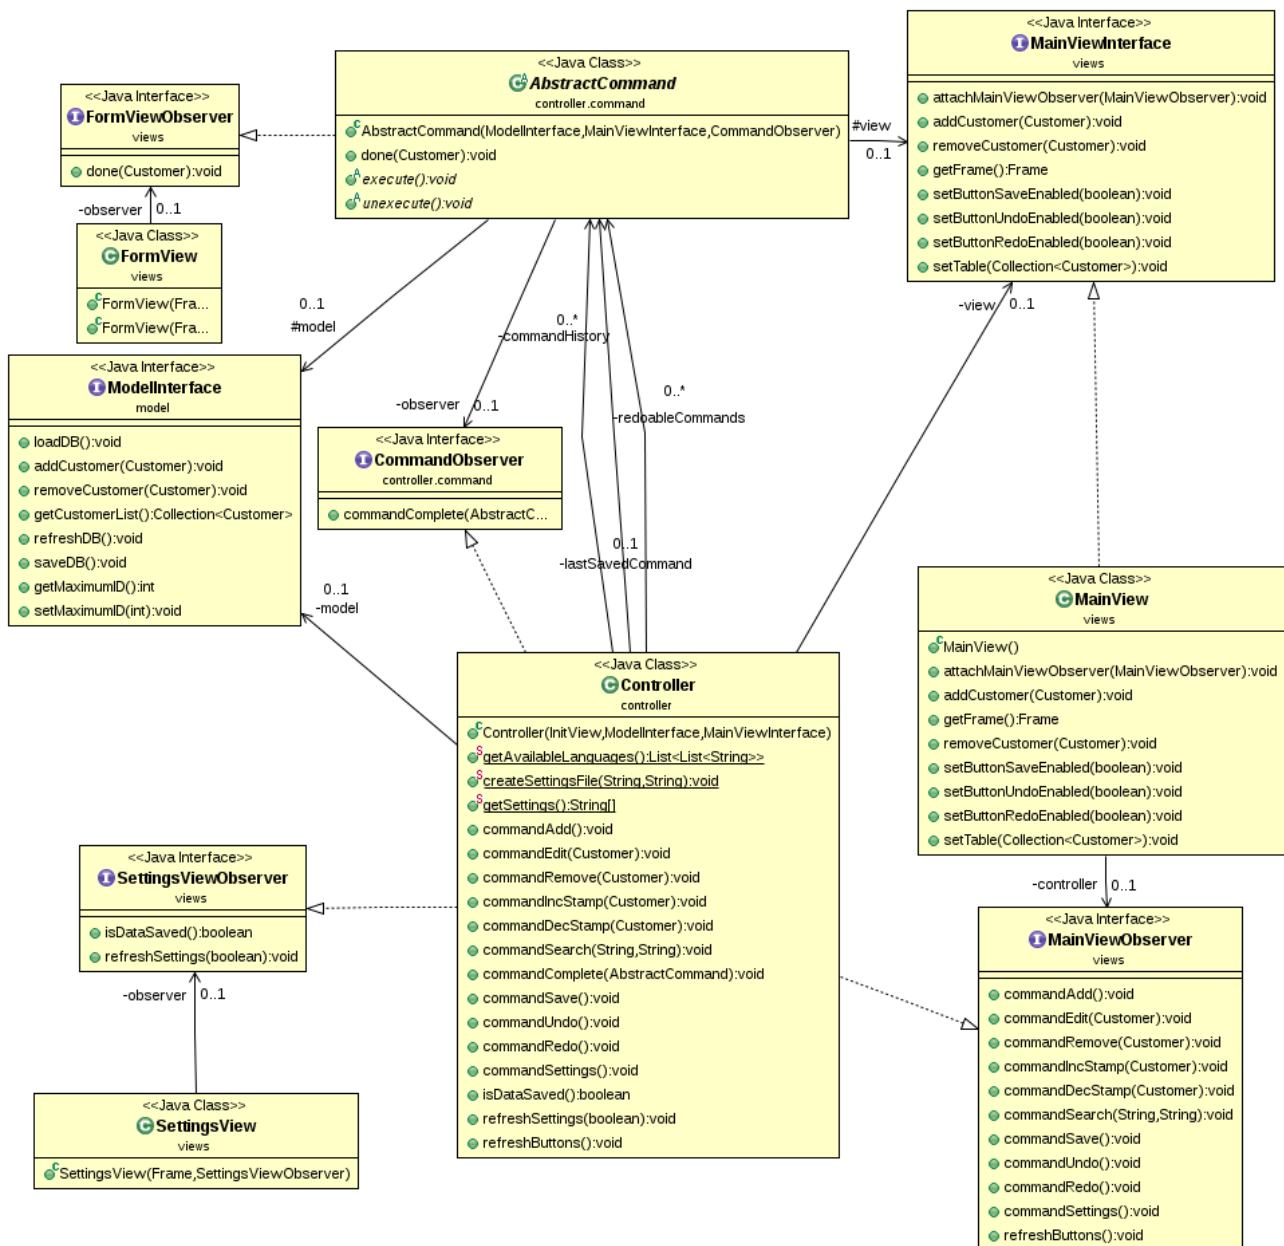 <<Java Interface>>
MainViewInterface
views
attachMainViewObserver(MainViewObserver):void
addCustomer(Customer):void
removeCustomer(Customer):void
getFrame():Frame
setButtonSaveEnabled(boolean):void
setButtonUndoEnabled(boolean):void
setButtonRedoEnabled(boolean):void
setTable(Collection<Customer>):void
<<Java Class>>
AbstractCommand
controller.command
AbstractCommand(ModelInterface,MainViewInterface,CommandObserver)
done(Customer):void
execute():void
unexecute():void
#view
0..1
<<Java Interface>>
FormViewObserver
views
done(Customer):void
-observer
0..1
<<Java Class>>
FormView
views
FormView(Fra...
FormView(Fra...
0..1
#model
0..*
-commandHistory
-view
0..1
<<Java Interface>>
ModelInterface
model
loadDB():void
addCustomer(Customer):void
removeCustomer(Customer):void
getCustomerList():Collection<Customer>
refreshDB():void
saveDB():void
getMaximumID():int
setMaximumID(int):void
-observer
0..1
0..*
-redoableCommands
<<Java Interface>>
CommandObserver
controller.command
commandComplete(AbstractC...
0..1
-lastSavedCommand
0..1
-model
<<Java Class>>
MainView
views
MainView()
attachMainViewObserver(MainViewObserver):void
addCustomer(Customer):void
getFrame():Frame
removeCustomer(Customer):void
setButtonSaveEnabled(boolean):void
setButtonUndoEnabled(boolean):void
setButtonRedoEnabled(boolean):void
setTable(Collection<Customer>):void
<<Java Class>>
Controller
controller
Controller(InitView,ModelInterface,MainViewInterface)
getAvailableLanguages():List<List<String>>
createSettingsFile(String,String):void
getSettings():String[]
commandAdd():void
commandEdit(Customer):void
commandRemove(Customer):void
commandIncStamp(Customer):void
commandDecStamp(Customer):void
commandSearch(String,String):void
commandComplete(AbstractCommand):void
commandSave():void
commandUndo():void
commandRedo():void
commandSettings():void
isDataSaved():boolean
refreshSettings(boolean):void
refreshButtons():void
<<Java Interface>>
SettingsViewObserver
views
isDataSaved():boolean
refreshSettings(boolean):void
-observer
0..1
<<Java Class>>
SettingsView
views
SettingsView(Frame,SettingsViewObserver)
-controller
0..1
<<Java Interface>>
MainViewObserver
views
commandAdd():void
commandEdit(Customer):void
commandRemove(Customer):void
commandIncStamp(Customer):void
commandDecStamp(Customer):void
commandSearch(String,String):void
commandSave():void
commandUndo():void
commandRedo():void
commandSettings():void
refreshButtons():void